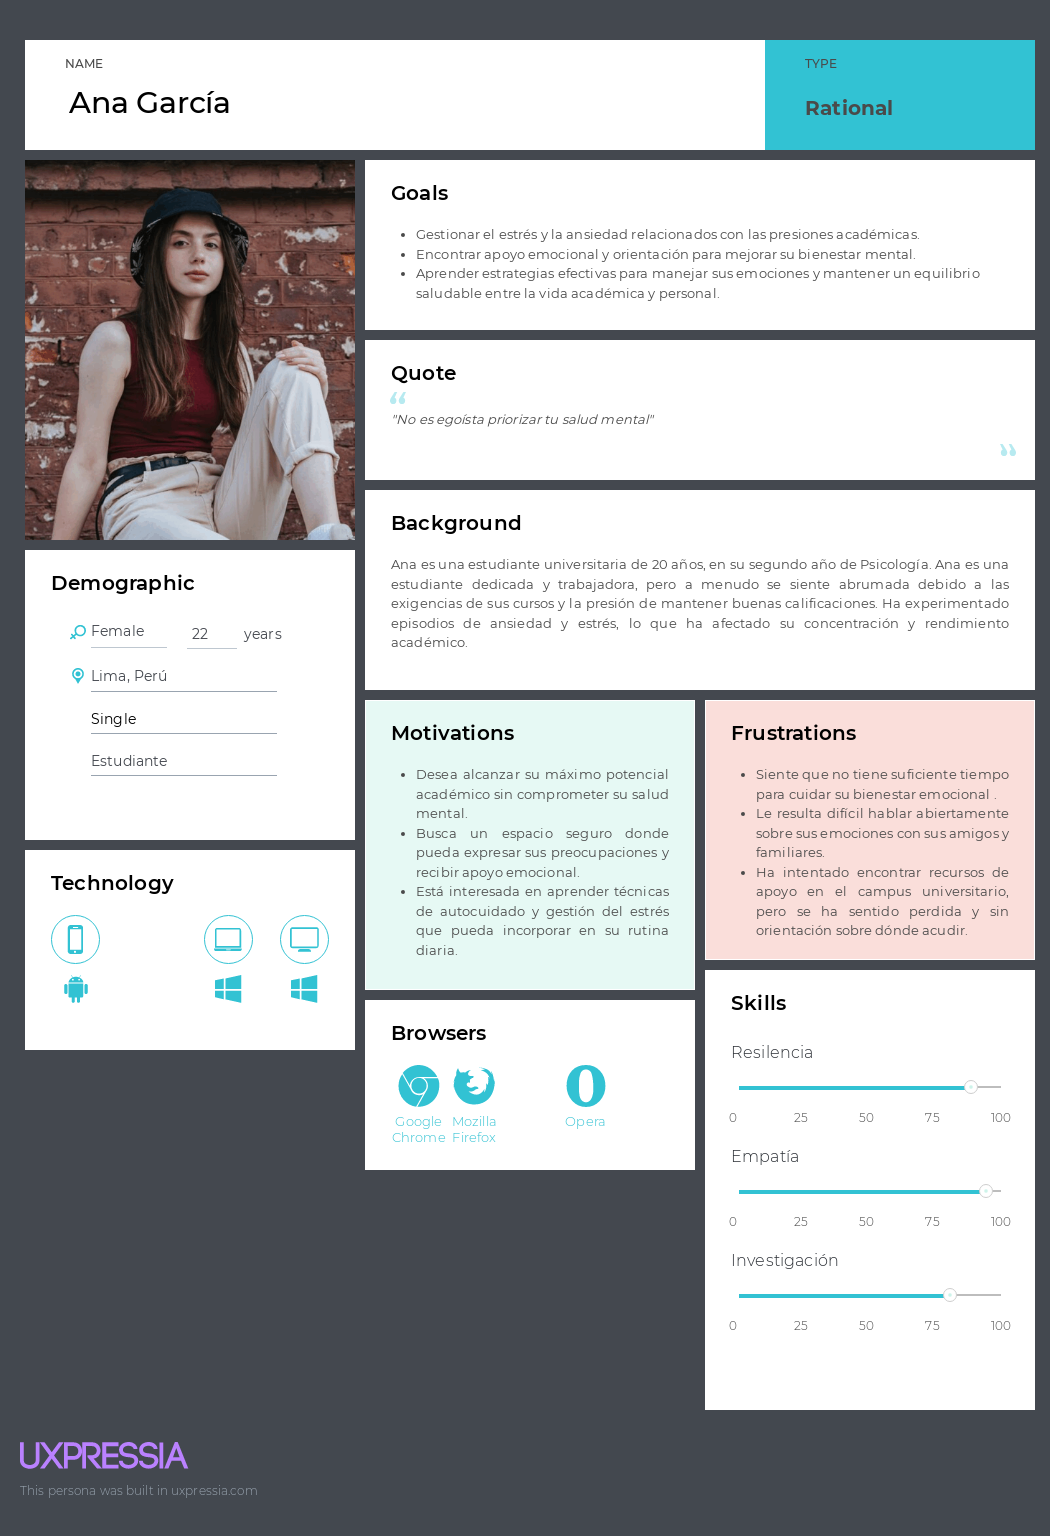 NAME
Ana García
TYPE
Rational
Goals
Gestionar el estrés y la ansiedad relacionados con las presiones académicas.
Encontrar apoyo emocional y orientación para mejorar su bienestar mental.
Aprender estrategias efectivas para manejar sus emociones y mantener un equilibrio
saludable entre la vida académica y personal.
Quote
“
"No es egoísta priorizar tu salud mental"
”
Background
Ana es una estudiante universitaria de 20 años, en su segundo año de Psicología. Ana es una
estudiante dedicada y trabajadora, pero a menudo se siente abrumada debido a las
exigencias de sus cursos y la presión de mantener buenas calificaciones. Ha experimentado
episodios de ansiedad y estrés, lo que ha afectado su concentración y rendimiento
académico.
Demographic
Female 22 years
Lima, Perú
Single
Estudiante
Technology
Motivations
Desea alcanzar su máximo potencial
académico sin comprometer su salud
mental.
Busca un espacio seguro donde
pueda expresar sus preocupaciones y
recibir apoyo emocional.
Está interesada en aprender técnicas
de autocuidado y gestión del estrés
que pueda incorporar en su rutina
diaria.
Frustrations
Siente que no tiene suficiente tiempo
para cuidar su bienestar emocional .
Le resulta difícil hablar abiertamente
sobre sus emociones con sus amigos y
familiares.
Ha intentado encontrar recursos de
apoyo en el campus universitario,
pero se ha sentido perdida y sin
orientación sobre dónde acudir.
Browsers
Google
Chrome
Mozilla
Firefox
Opera
Skills
Resilencia
0 25 50 75 100
Empatía
0 25 50 75 100
Investigación
0 25 50 75 100
UXPRESSIA
This persona was built in uxpressia.com